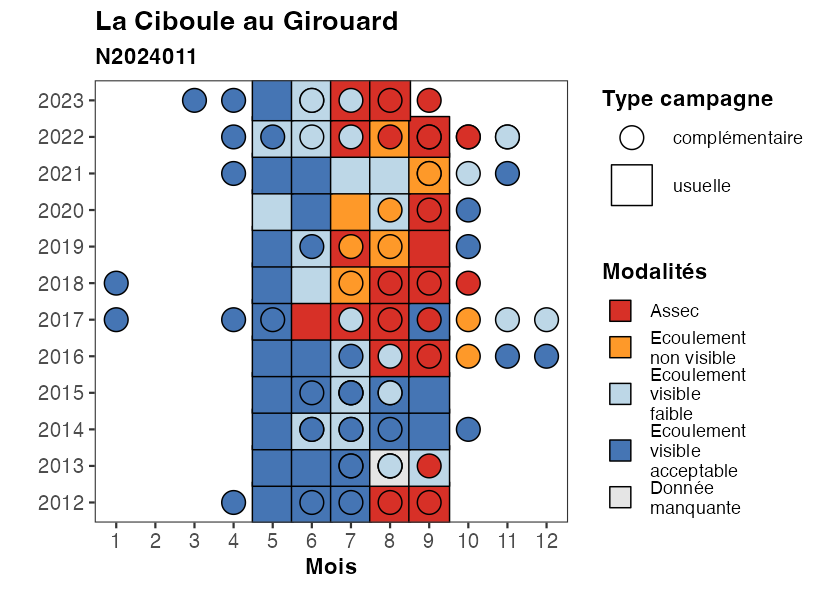 La Ciboule au Girouard
N2024011
2023
2022
2021
2020
2019
2018
2017
2016
2015
2014
2013
2012
1 2 3 4 5 6 7 8 9 10 11 12
Mois
Type campagne
complémentaire
usuelle
Modalités
Assec
Ecoulement
non visible
Ecoulement
visible
faible
Ecoulement
visible
acceptable
Donnée
manquante